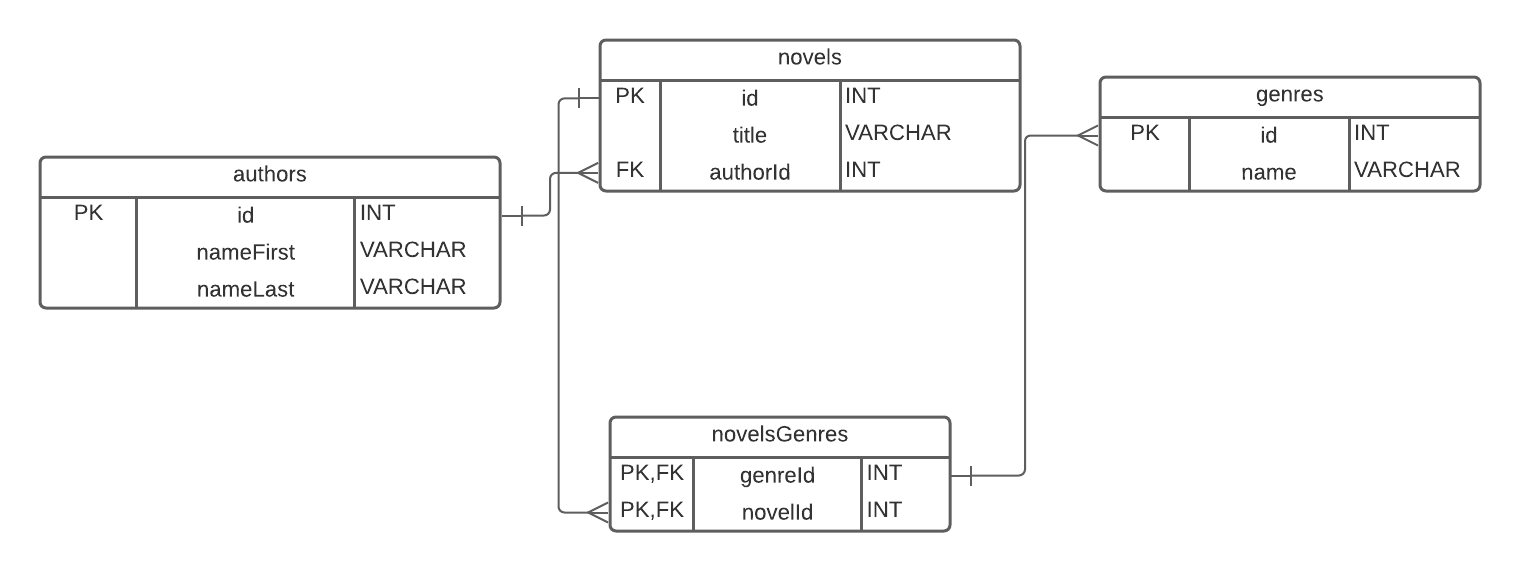 novels
PK id INT
title VARCHAR
FK authorId INT
genres
PK id INT
name VARCHAR
authors
PK id INT
nameFirst VARCHAR
nameLast VARCHAR
novelsGenres
PK,FK genreId INT
PK,FK novelId INT